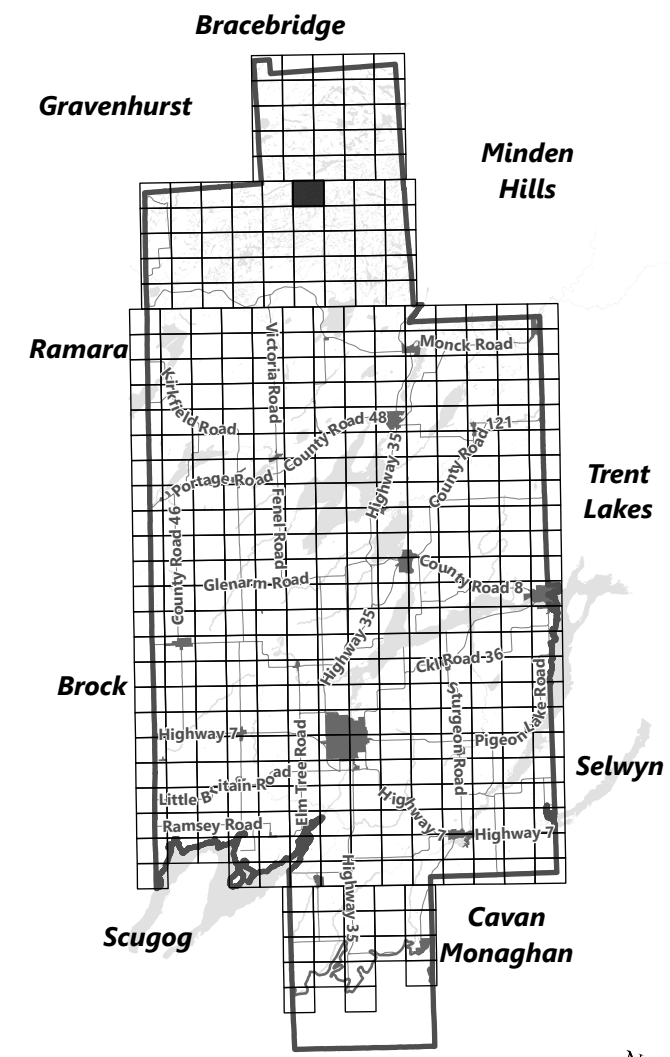 Bracebridge
Gravenhurst
Minden
Hills
Ramara
Monck Road
Victoria Road
Kirkfield Road
County Road 48
County Road 121
Highway 35
Portage Road
Trent
Lakes
Fenel Road
County Road 46
County Road 8
Glenarm Road
Highway 35
Ckl Road 36
Brock
Sturgeon Road
Pigeon Lake Road
Highway 7
Elm Tree Road
Selwyn
Little Britain Road
Highway 7
Ramsey Road
Highway 7
Highway 35
Scugog
Cavan
Monaghan
N